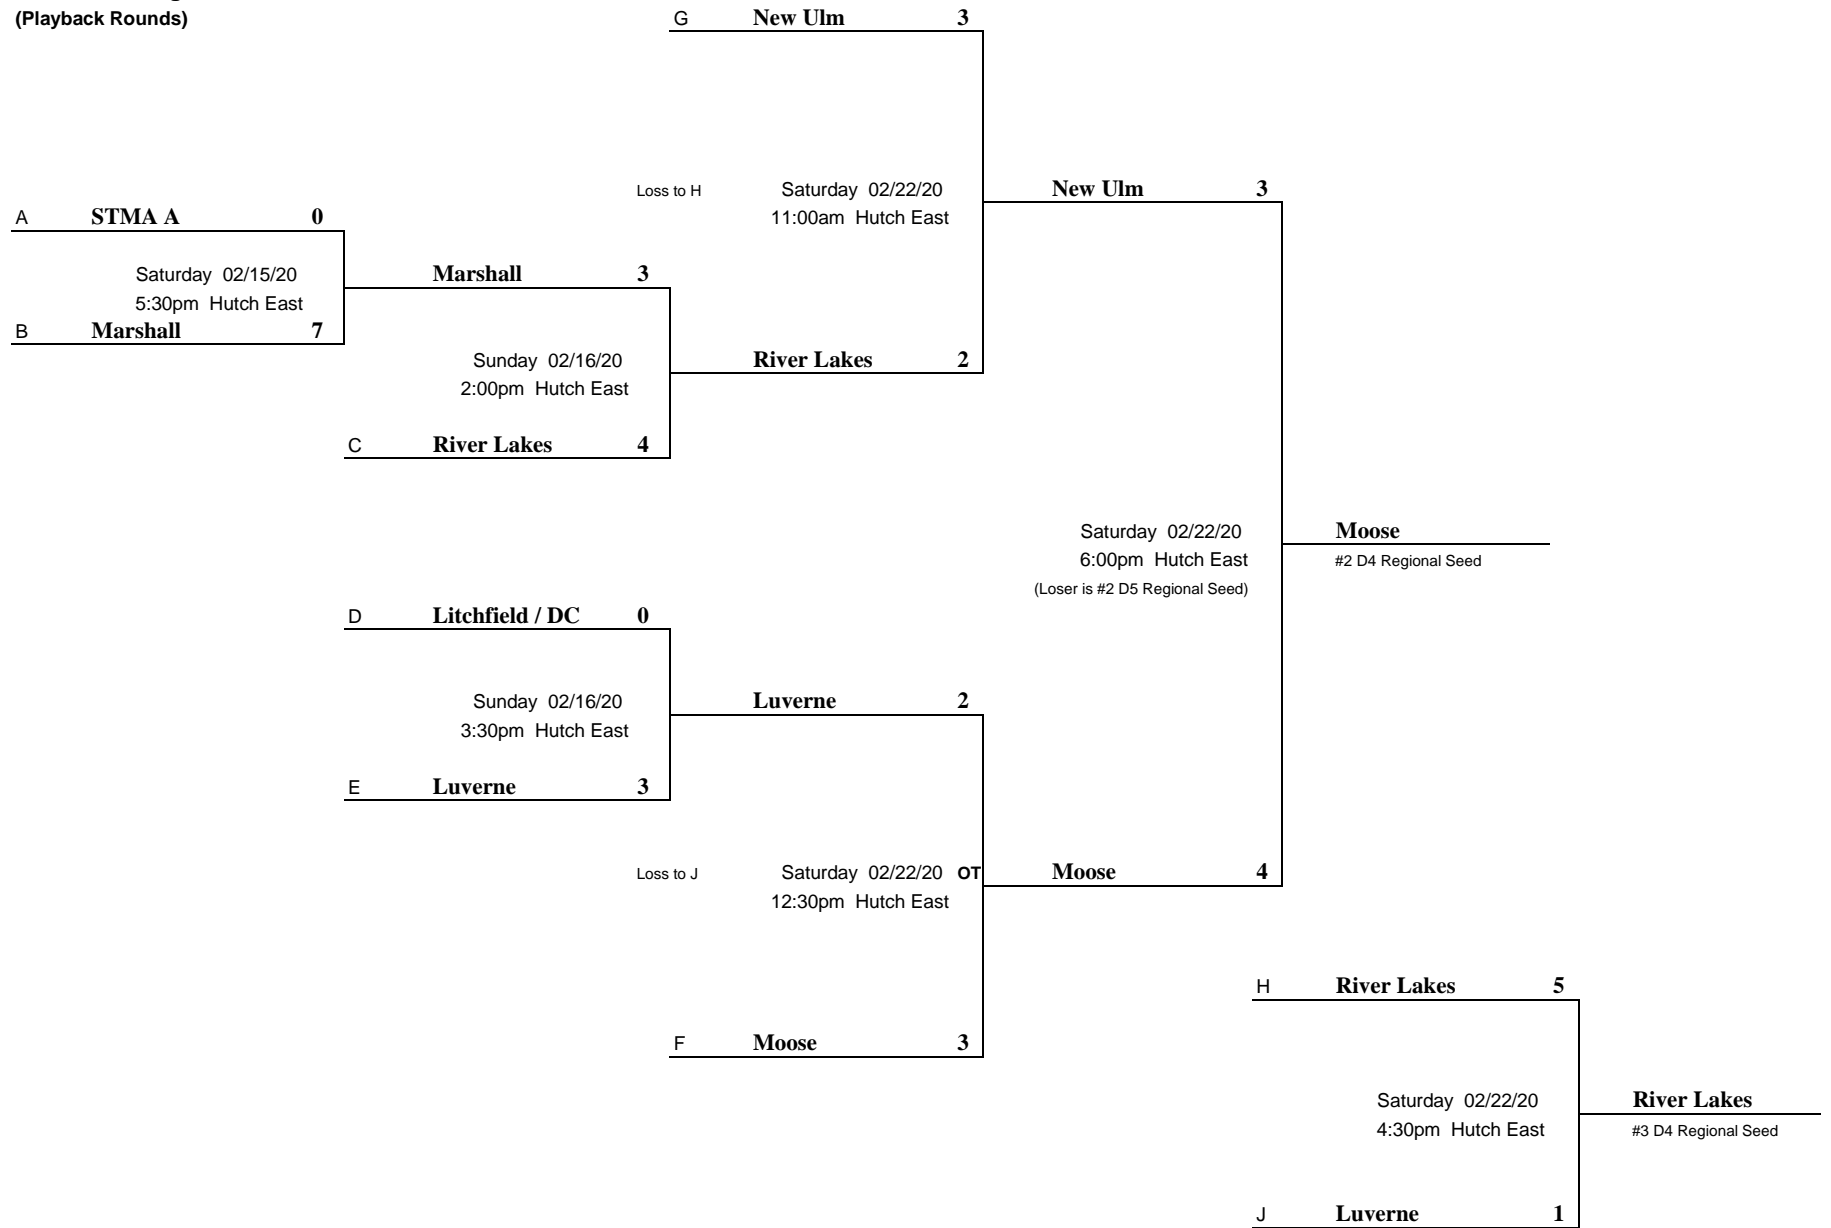 (Playback Rounds)
G New Ulm 3
Loss to H Saturday 02/22/20 New Ulm 3
11:00am Hutch East
A STMA A 0
Saturday 02/15/20 Marshall 3
5:30pm Hutch East
B Marshall 7
Sunday 02/16/20 River Lakes 2
2:00pm Hutch East
C River Lakes 4
Saturday 02/22/20 Moose
6:00pm Hutch East #2 D4 Regional Seed
(Loser is #2 D5 Regional Seed)
D Litchfield / DC 0
Sunday 02/16/20 Luverne 2
3:30pm Hutch East
E Luverne 3
Loss to J Saturday 02/22/20 OT Moose 4
12:30pm Hutch East
H River Lakes 5
F Moose 3
Saturday 02/22/20 River Lakes
4:30pm Hutch East #3 D4 Regional Seed
J Luverne 1